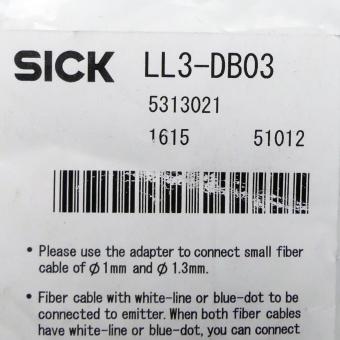 SICK LL3-DB03
5313021
1615 51012
• Please use the adapter to connect small fiber
cable of φ1mm and φ1.3mm.
• Fiber cable with white-line or blue-dot to be
connected to emitter. When both fiber cables
have white-line or blue-dot, you can connect